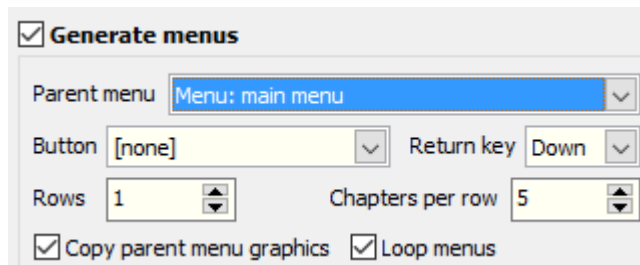 Generate menus
Parent menu Menu: main menu
Button [none] Return key Down
Rows 1 Chapters per row 5
Copy parent menu graphics Loop menus